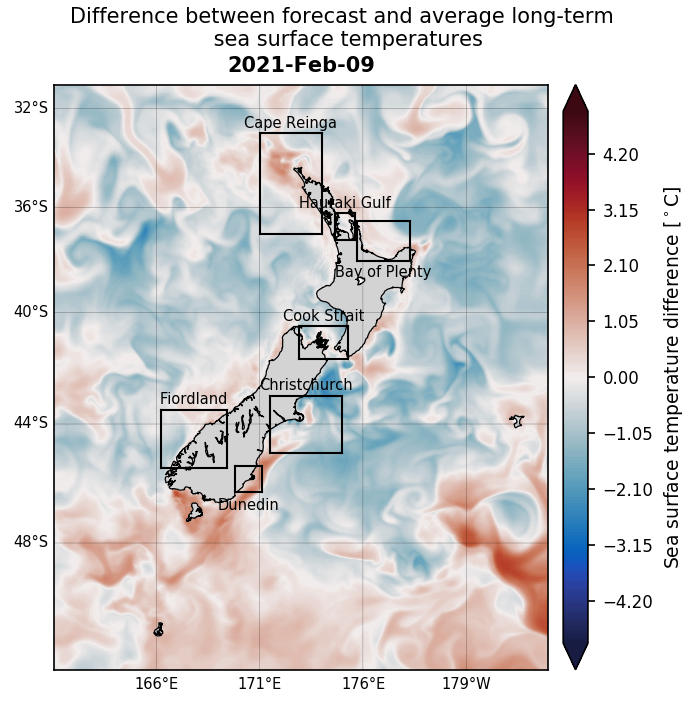 Difference between forecast and average long-term
sea surface temperatures
2021-Feb-09
32°S
36°S
40°S
44°S
48°S
Cape Reinga
Hauraki Gulf
Bay of Plenty
Cook Strait
Christchurch
Fiordland
Dunedin
166°E
171°E
176°E
179°W
4.20
3.15
2.10
1.05
0.00
−1.05
−2.10
−3.15
−4.20
Sea surface temperature difference [°C]